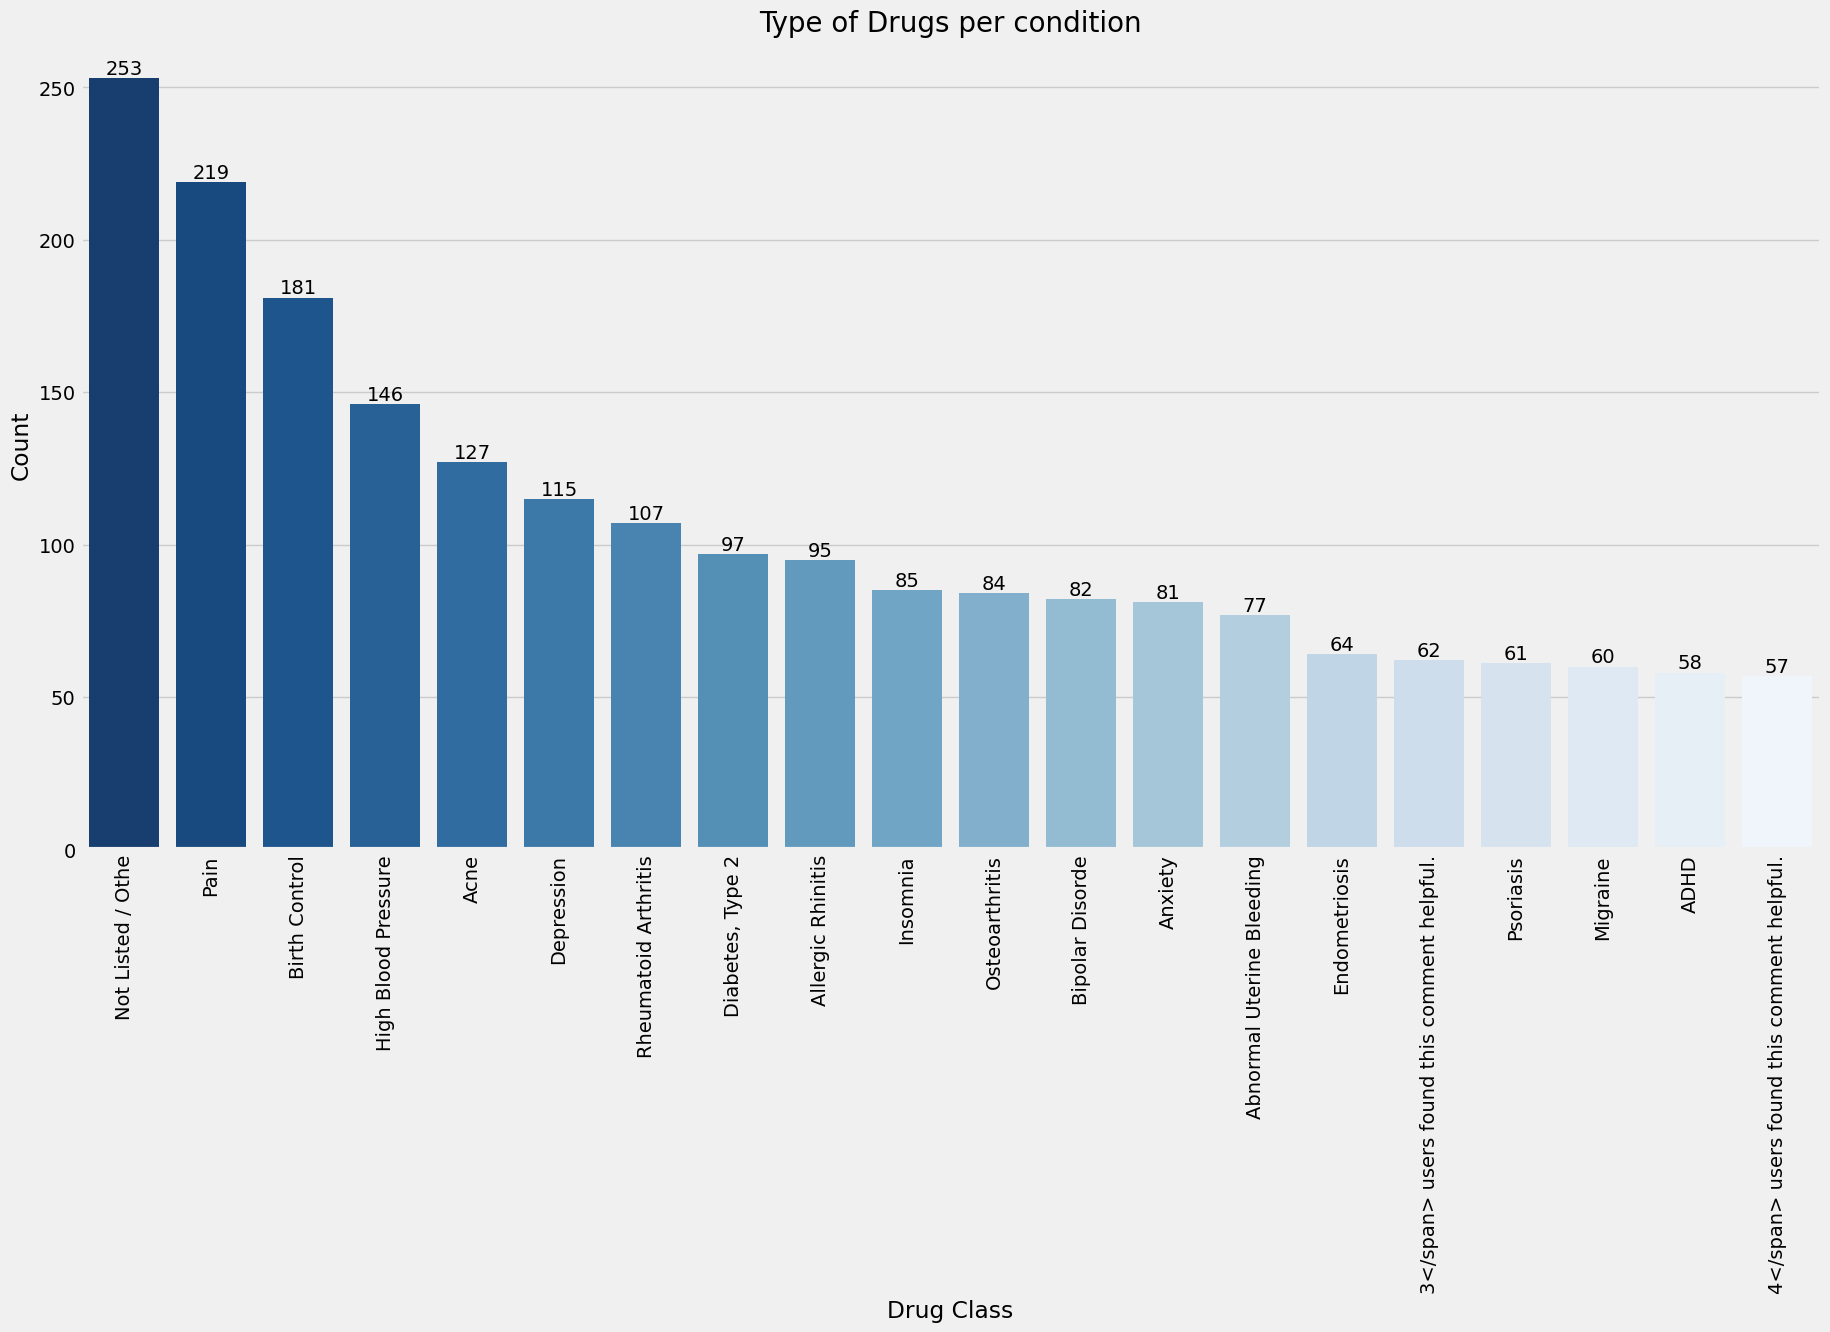 Type of Drugs per condition
Count
250
200
150
100
50
0
253
219
181
146
127
115
107
97
95
85
84
82
81
77
64
62
61
60
58
57
Not Listed / Othe
Pain
Birth Control
High Blood Pressure
Acne
Depression
Rheumatoid Arthritis
Diabetes, Type 2
Allergic Rhinitis
Insomnia
Osteoarthritis
Bipolar Disorde
Anxiety
Abnormal Uterine Bleeding
Endometriosis
3</span> users found this comment helpful.
Psoriasis
Migraine
ADHD
4</span> users found this comment helpful.
Drug Class